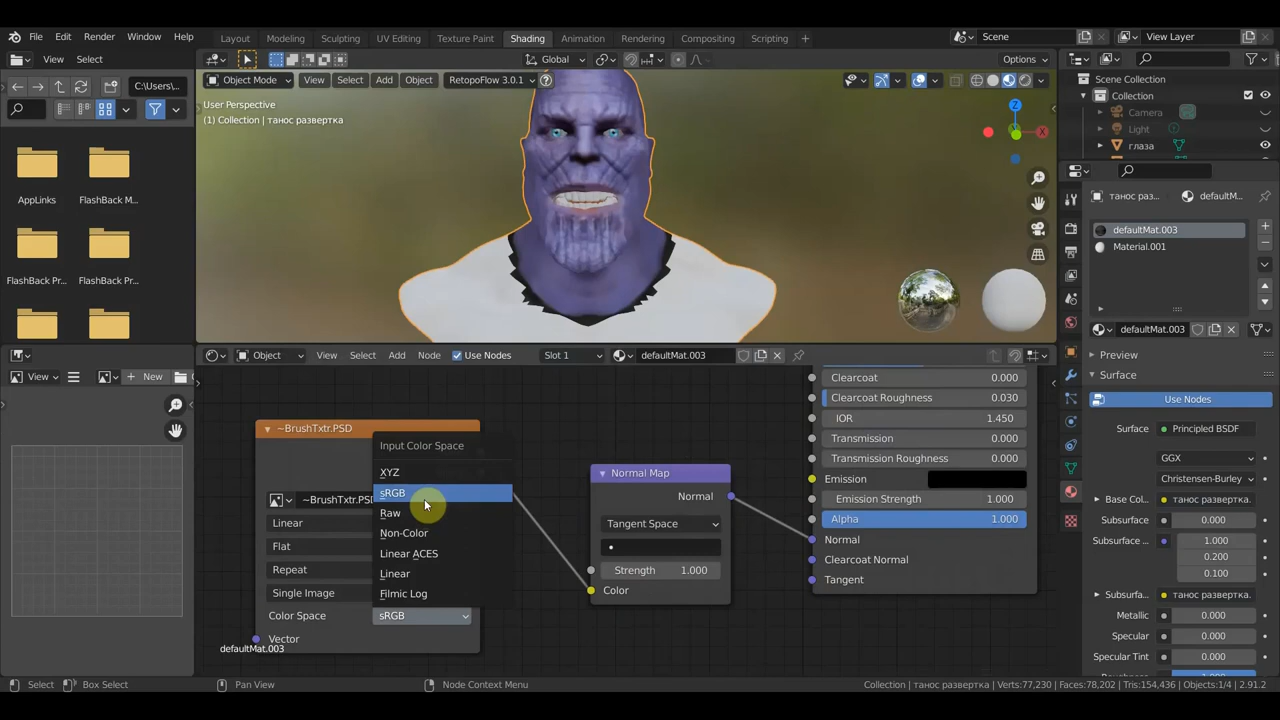 File Edit Render Window Help
Layout Modeling Sculpting UV Editing Texture Paint Shading Animation Rendering Compositing Scripting
Scene
View Layer
View Select
Global
Options
C:\Users\...
Object Mode View Select Add Object RetopoFlow 3.0.1
User Perspective
(1) Collection | танос развертка
Z
X
AppLinks
FlashBack M...
FlashBack Pr...
FlashBack Pr...
Scene Collection
Collection
Camera
Light
глаза
танос раз... defaultM...
defaultMat.003
Material.001
defaultMat.003
Preview
Surface
Use Nodes
Surface Principled BSDF
GGX
Christensen-Burley
Base Col... танос развертка...
Subsurface 0.000
Subsurface ... 1.000
0.200
0.100
Subsurfa... танос развертка...
Metallic 0.000
Specular 0.000
Specular Tint 0.000
Object View Select Add Node Use Nodes Slot 1 defaultMat.003
View New
~BrushTxtr.PSD
~BrushTxtr.PSD
Linear
Flat
Repeat
Single Image
Color Space sRGB
Vector
defaultMat.003
Input Color Space
XYZ
sRGB
Raw
Non-Color
Linear ACES
Linear
Filmic Log
Normal Map
Normal
Tangent Space
Strength 1.000
Color
Clearcoat 0.000
Clearcoat Roughness 0.030
IOR 1.450
Transmission 0.000
Transmission Roughness 0.000
Emission
Emission Strength 1.000
Alpha 1.000
Normal
Clearcoat Normal
Tangent
Select Box Select Pan View Node Context Menu
Collection | танос развертка | Verts:77,230 | Faces:78,202 | Tris:154,436 | Objects:1/4 | 2.91.2